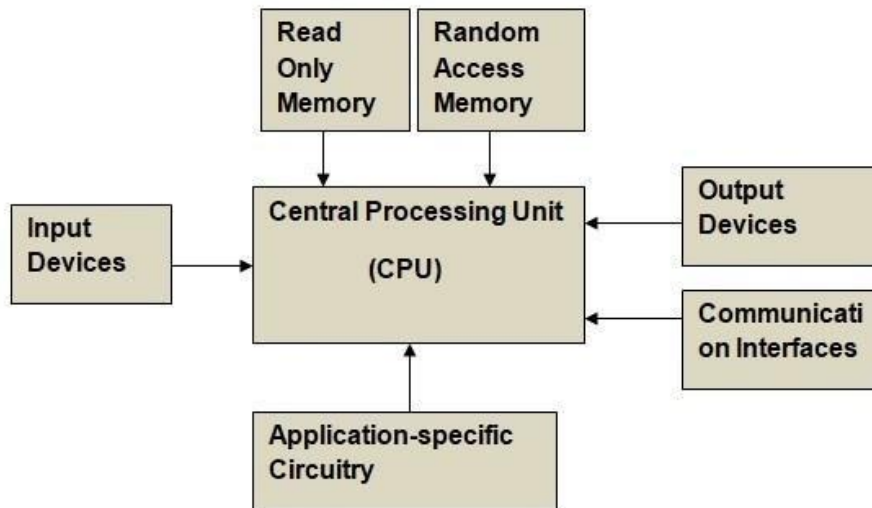 Read
Only
Memory
Random
Access
Memory
Central Processing Unit
(CPU)
Input
Devices
Output
Devices
Communicati
on Interfaces
Application-specific
Circuitry